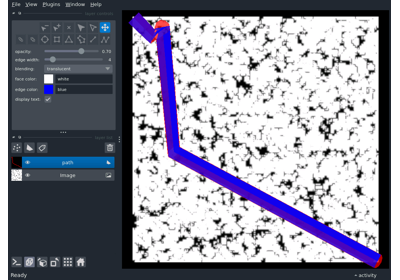 File View Plugins Window Help
opacity: 0.70
edge width: 4
blending: translucent
face color: white
edge color: blue
display text: ✓
path
Image
Ready
activity